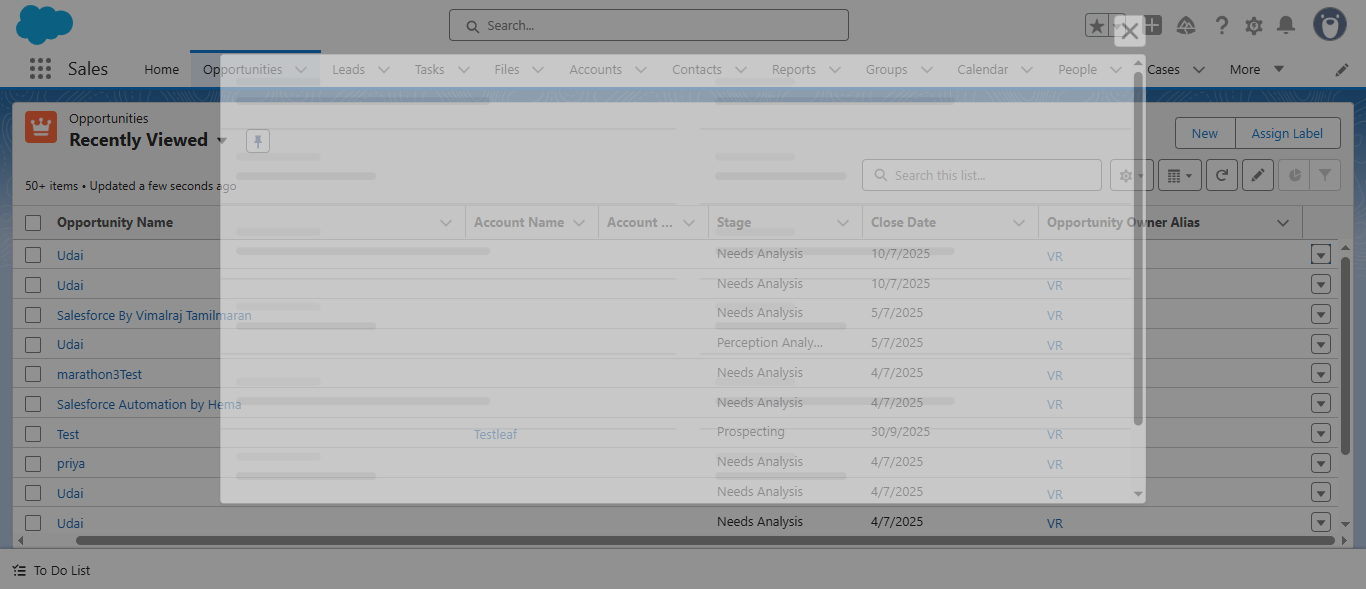 Search...
Sales Home Opportunities Leads Tasks Files Accounts Contacts Reports Groups Calendar People Cases More
Opportunities
Recently Viewed
New Assign Label
50+ items • Updated a few seconds ago
Search this list...
Opportunity Name Account Name Account ... Stage Close Date Opportunity Owner Alias
Udai Needs Analysis 10/7/2025 VR
Udai Needs Analysis 10/7/2025 VR
Salesforce By Vimalraj Tamilmaran Needs Analysis 5/7/2025 VR
Udai Perception Analy... 5/7/2025 VR
marathon3Test Needs Analysis 4/7/2025 VR
Salesforce Automation by Hema Needs Analysis 4/7/2025 VR
Test Testleaf Prospecting 30/9/2025 VR
priya Needs Analysis 4/7/2025 VR
Udai Needs Analysis 4/7/2025 VR
Udai Needs Analysis 4/7/2025 VR
To Do List